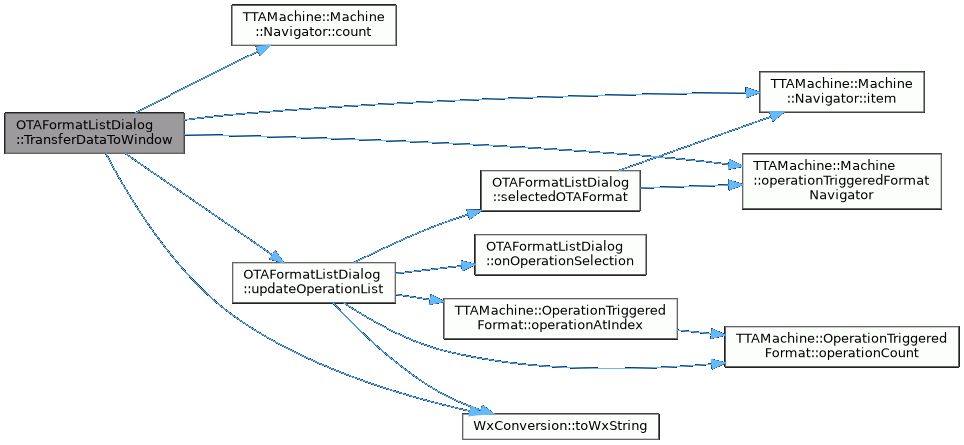 TTAMachine::Machine
::Navigator::count
OTAFormatListDialog
::TransferDataToWindow
TTAMachine::Machine
::Navigator::item
TTAMachine::Machine
::operationTriggeredFormat
Navigator
OTAFormatListDialog
::selectedOTAFormat
OTAFormatListDialog
::onOperationSelection
OTAFormatListDialog
::updateOperationList
TTAMachine::OperationTriggered
Format::operationAtIndex
TTAMachine::OperationTriggered
Format::operationCount
WxConversion::toWxString